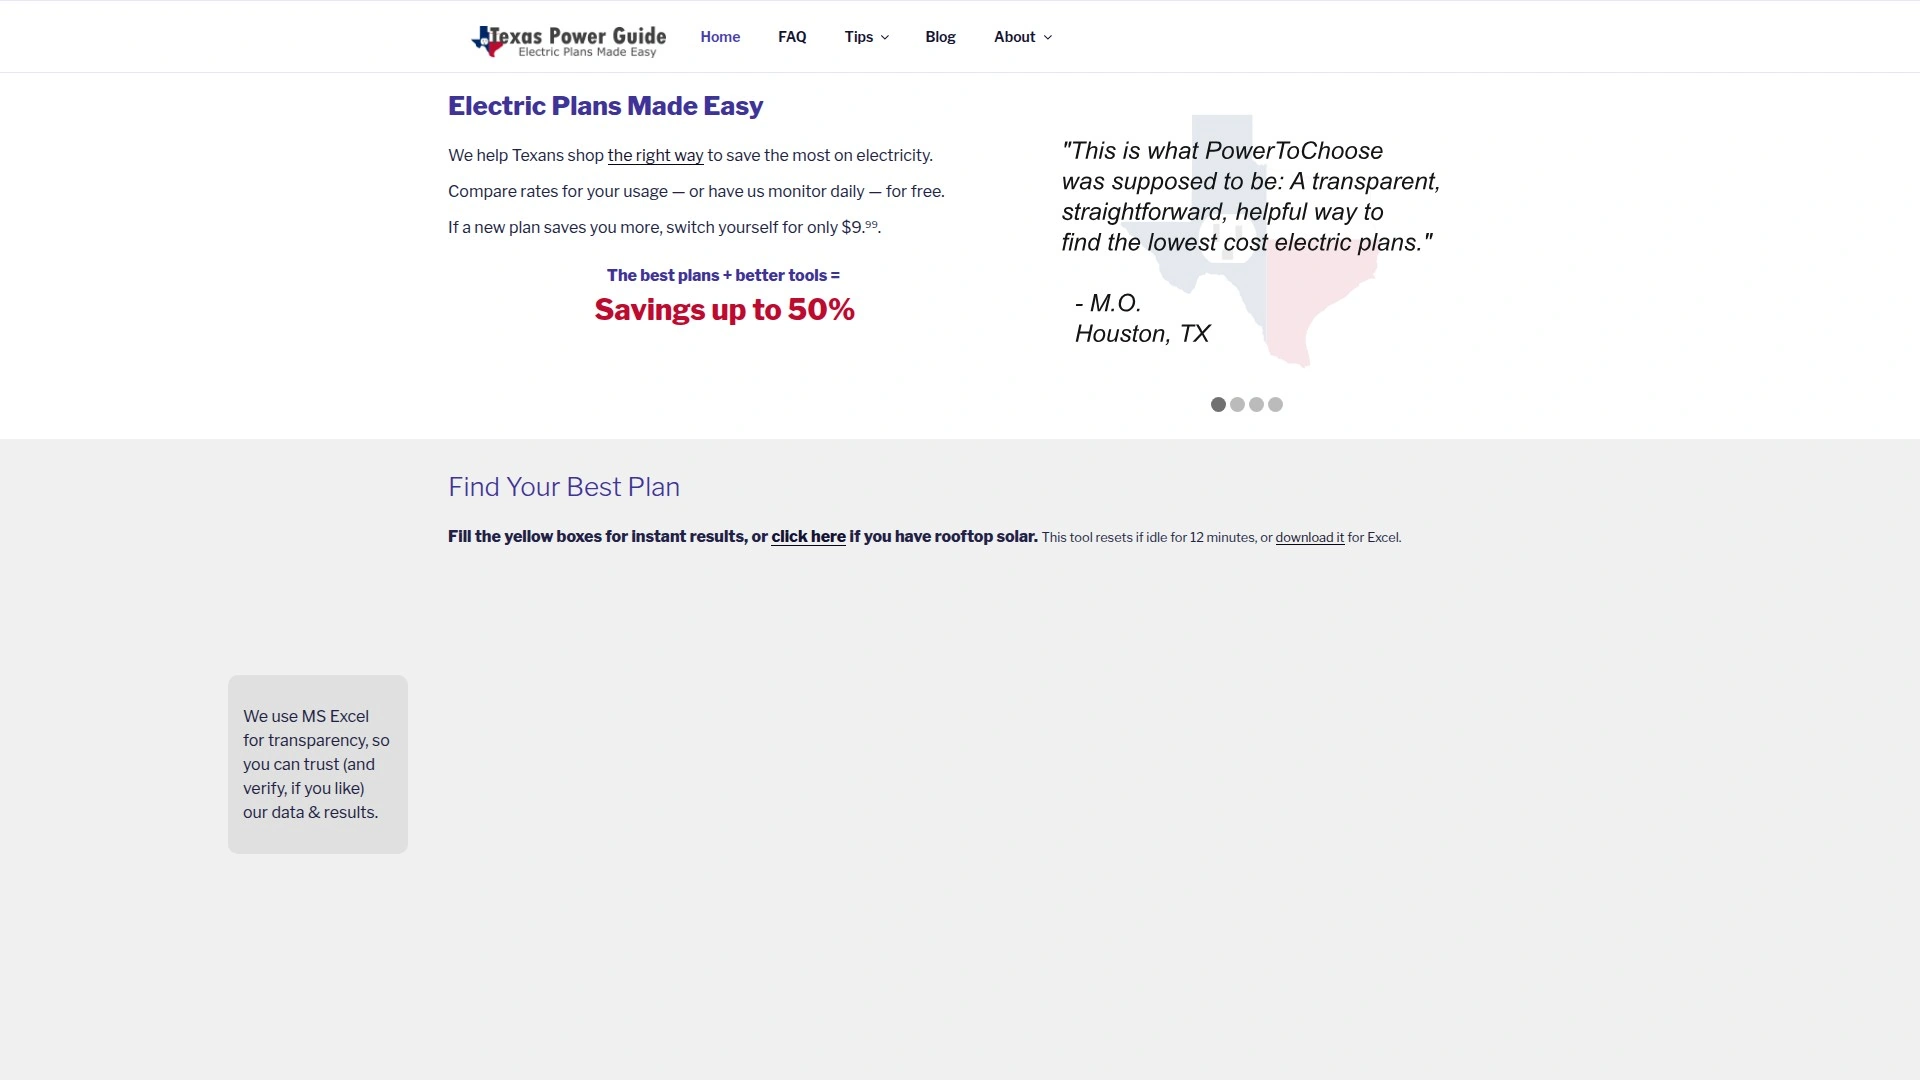 Texas Power Guide
Electric Plans Made Easy
Home
FAQ
Tips
Blog
About
Electric Plans Made Easy
We help Texans shop the right way to save the most on electricity.
Compare rates for your usage — or have us monitor daily — for free.
If a new plan saves you more, switch yourself for only $9.⁹⁹.
The best plans + better tools =
Savings up to 50%
"This is what PowerToChoose
was supposed to be: A transparent,
straightforward, helpful way to
find the lowest cost electric plans."
- M.O.
Houston, TX
Find Your Best Plan
Fill the yellow boxes for instant results, or click here if you have rooftop solar. This tool resets if idle for 12 minutes, or download it for Excel.
We use MS Excel
for transparency, so
you can trust (and
verify, if you like)
our data & results.